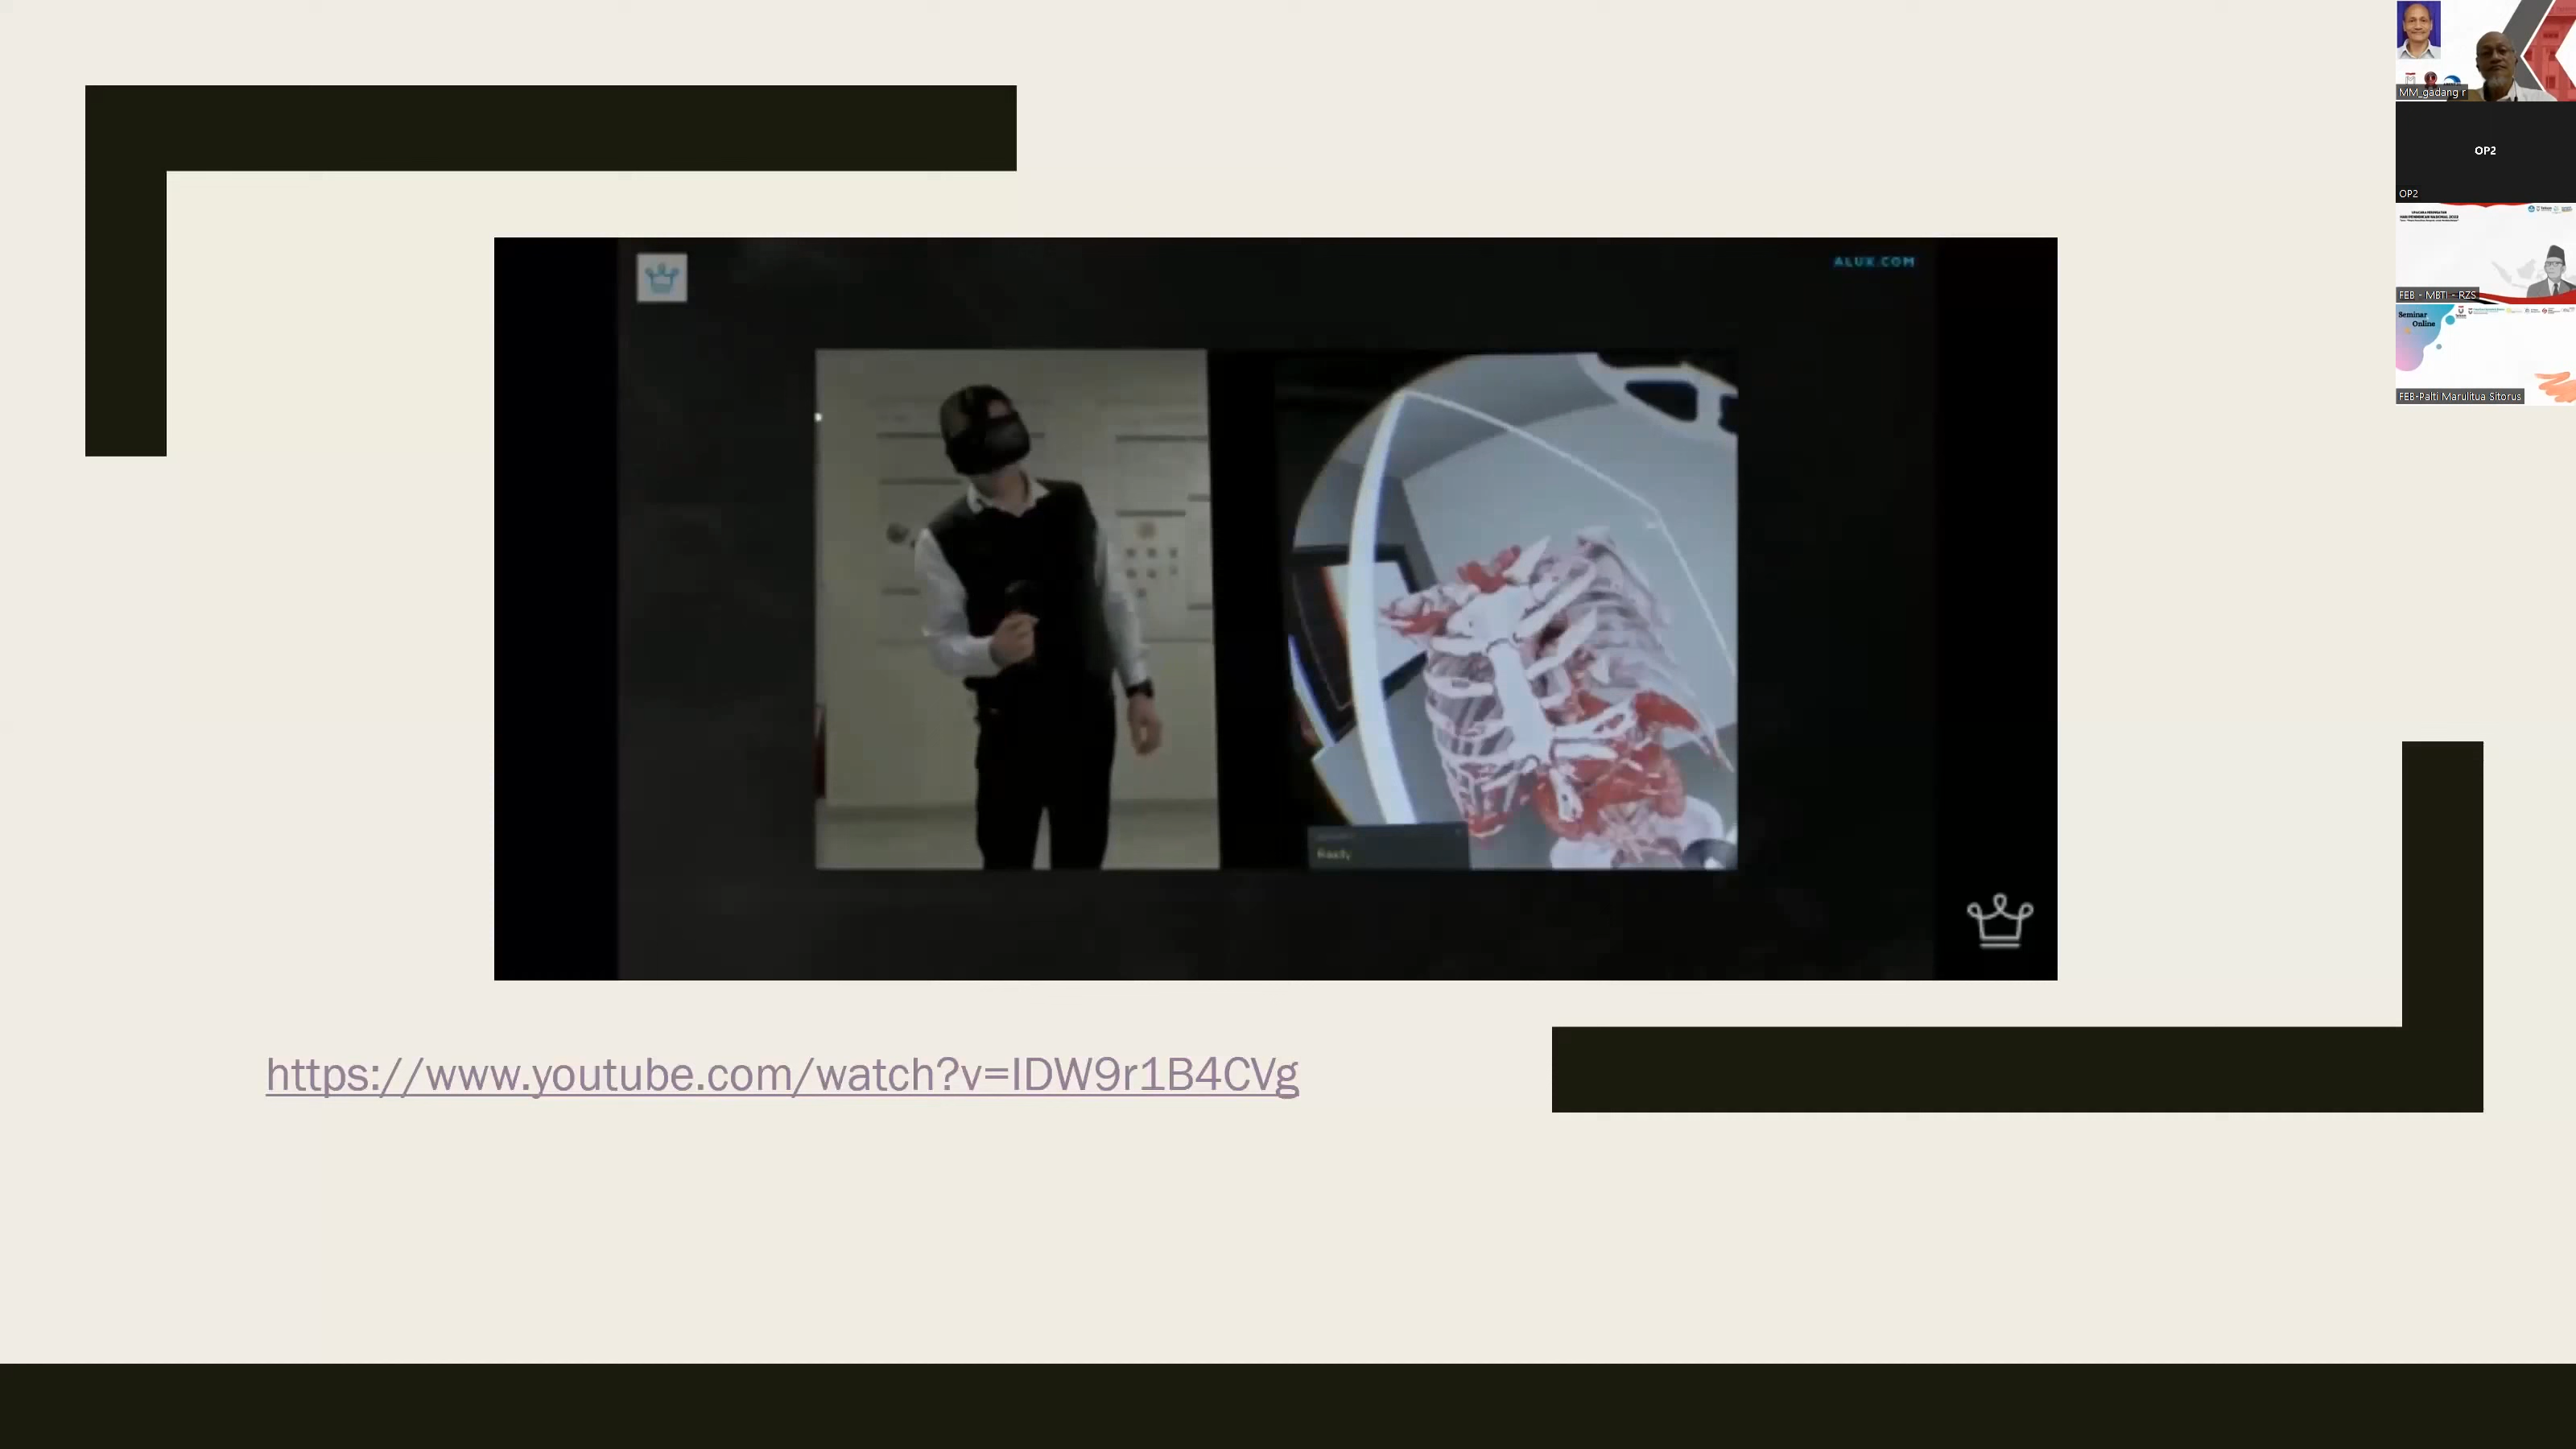 ALUX.COM
https://www.youtube.com/watch?v=IDW9r1B4CVg
MM_gadang r
OP2
OP2
FEB - MBTI - RZS
Seminar
Online
FEB-Palti Marulitua Sitorus